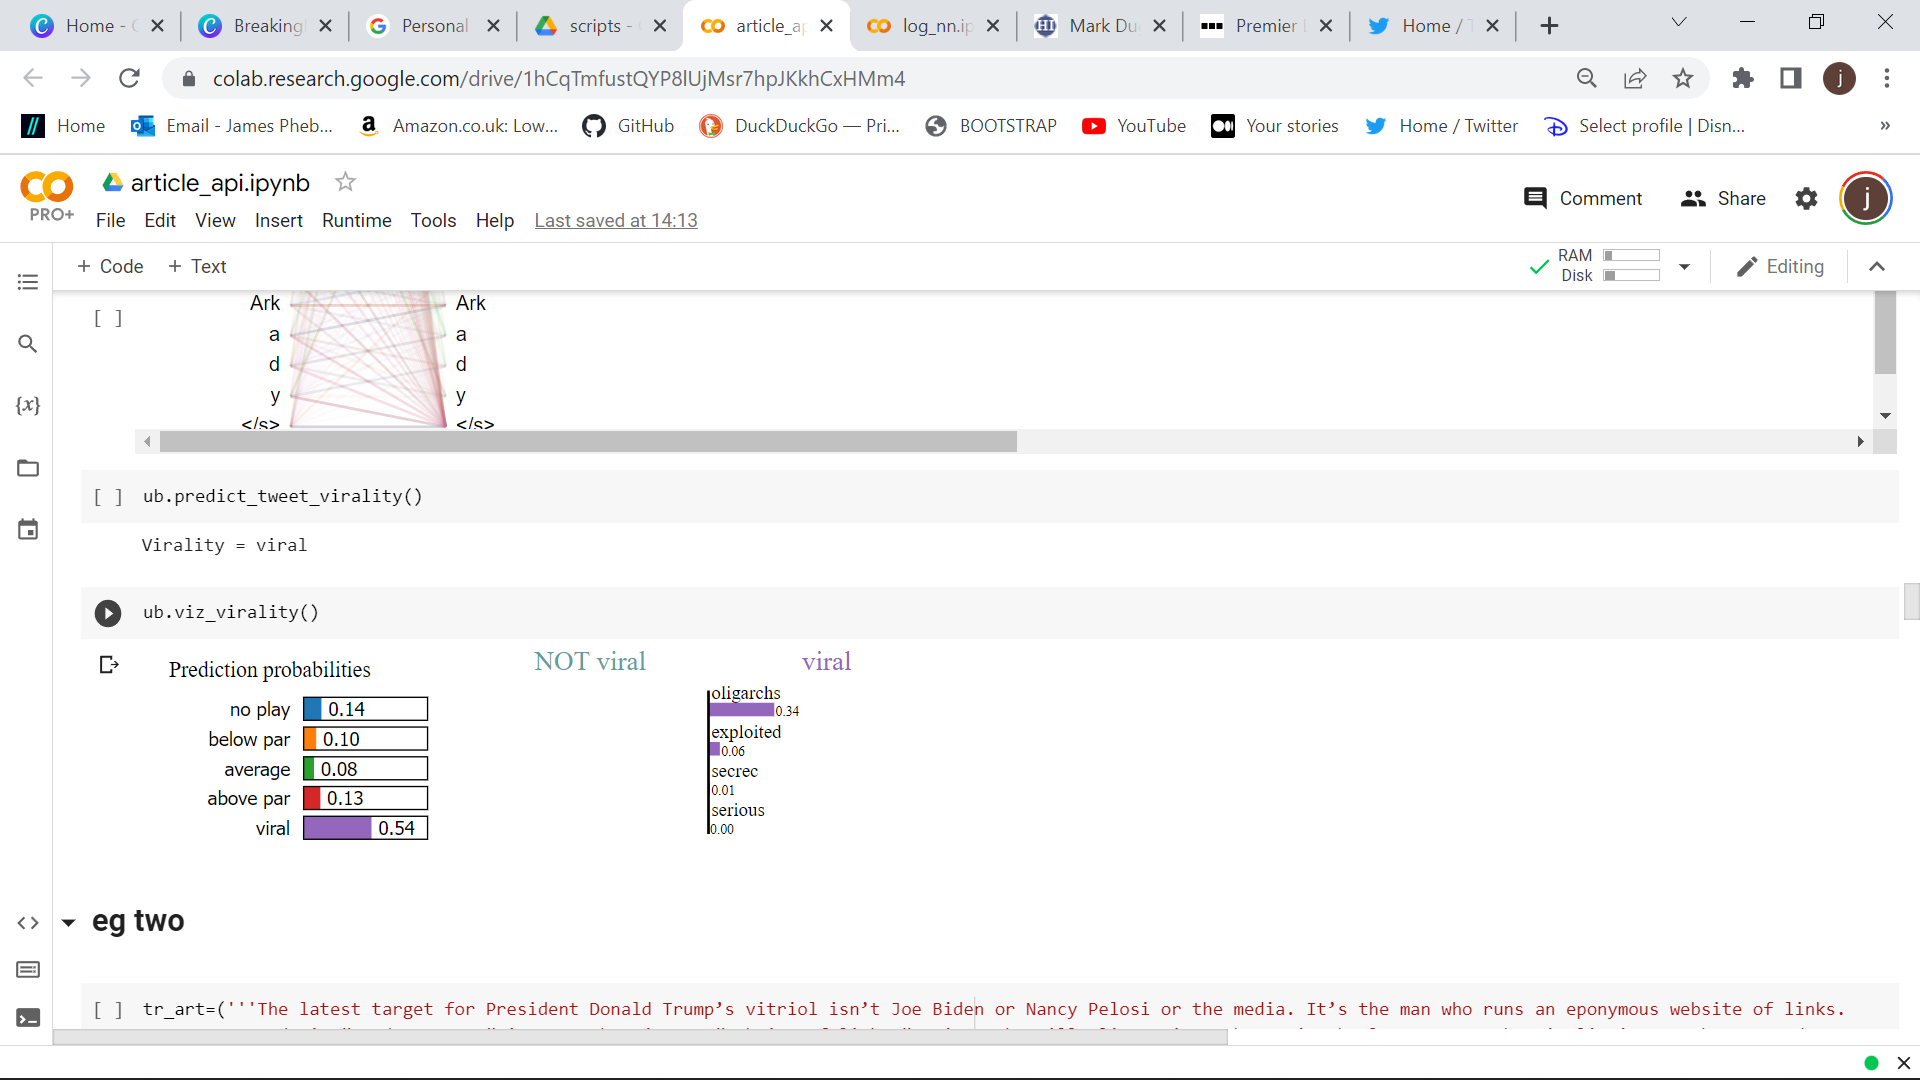 Home -
Breaking
Personal
scripts -
article_ap
log_nn.ip
Mark Du
Premier
Home / T
colab.research.google.com/drive/1hCqTmfustQYP8lUjMsr7hpJKkhCxHMm4
j
Home
Email - James Pheb...
Amazon.co.uk: Low...
GitHub
DuckDuckGo — Pri...
BOOTSTRAP
YouTube
Your stories
Home / Twitter
Select profile | Disn...
»
PRO+
article_api.ipynb
File Edit View Insert Runtime Tools Help Last saved at 14:13
Comment
Share
j
+ Code + Text
RAM
Disk
Editing
{x}
[ ]
Ark Ark
a a
d d
y y
</s> </s>
[ ] ub.predict_tweet_virality()
Virality = viral
ub.viz_virality()
Prediction probabilities
no play 0.14
below par 0.10
average 0.08
above par 0.13
viral 0.54
NOT viral viral
oligarchs
0.34
exploited
0.06
secrec
0.01
serious
0.00
eg two
[ ] tr_art=('''The latest target for President Donald Trump’s vitriol isn’t Joe Biden or Nancy Pelosi or the media. It’s the man who runs an eponymous website of links.